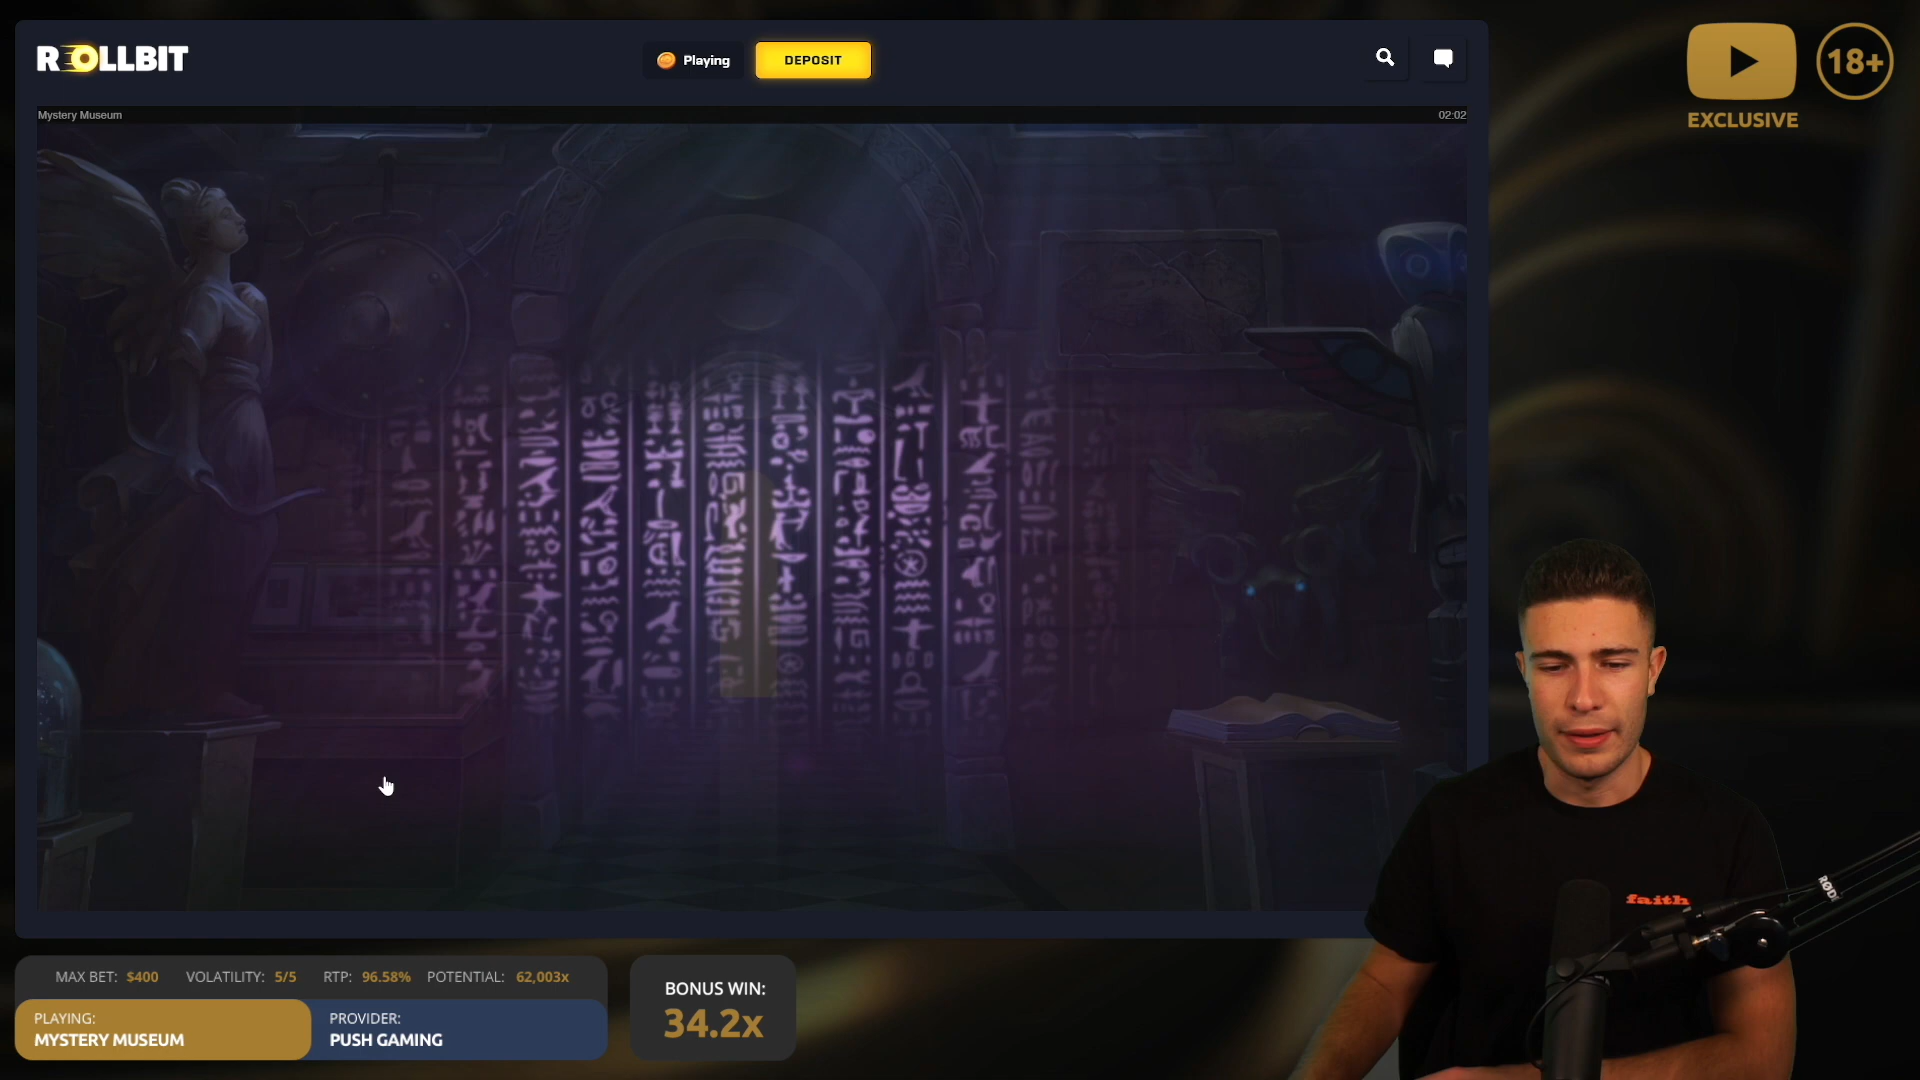 ROLLBIT
Playing
DEPOSIT
18+
EXCLUSIVE
Mystery Museum
02:02
faith
RØDE
MAX BET: $400 VOLATILITY: 5/5 RTP: 96.58% POTENTIAL: 62,003x
PLAYING:
MYSTERY MUSEUM
PROVIDER:
PUSH GAMING
BONUS WIN:
34.2x